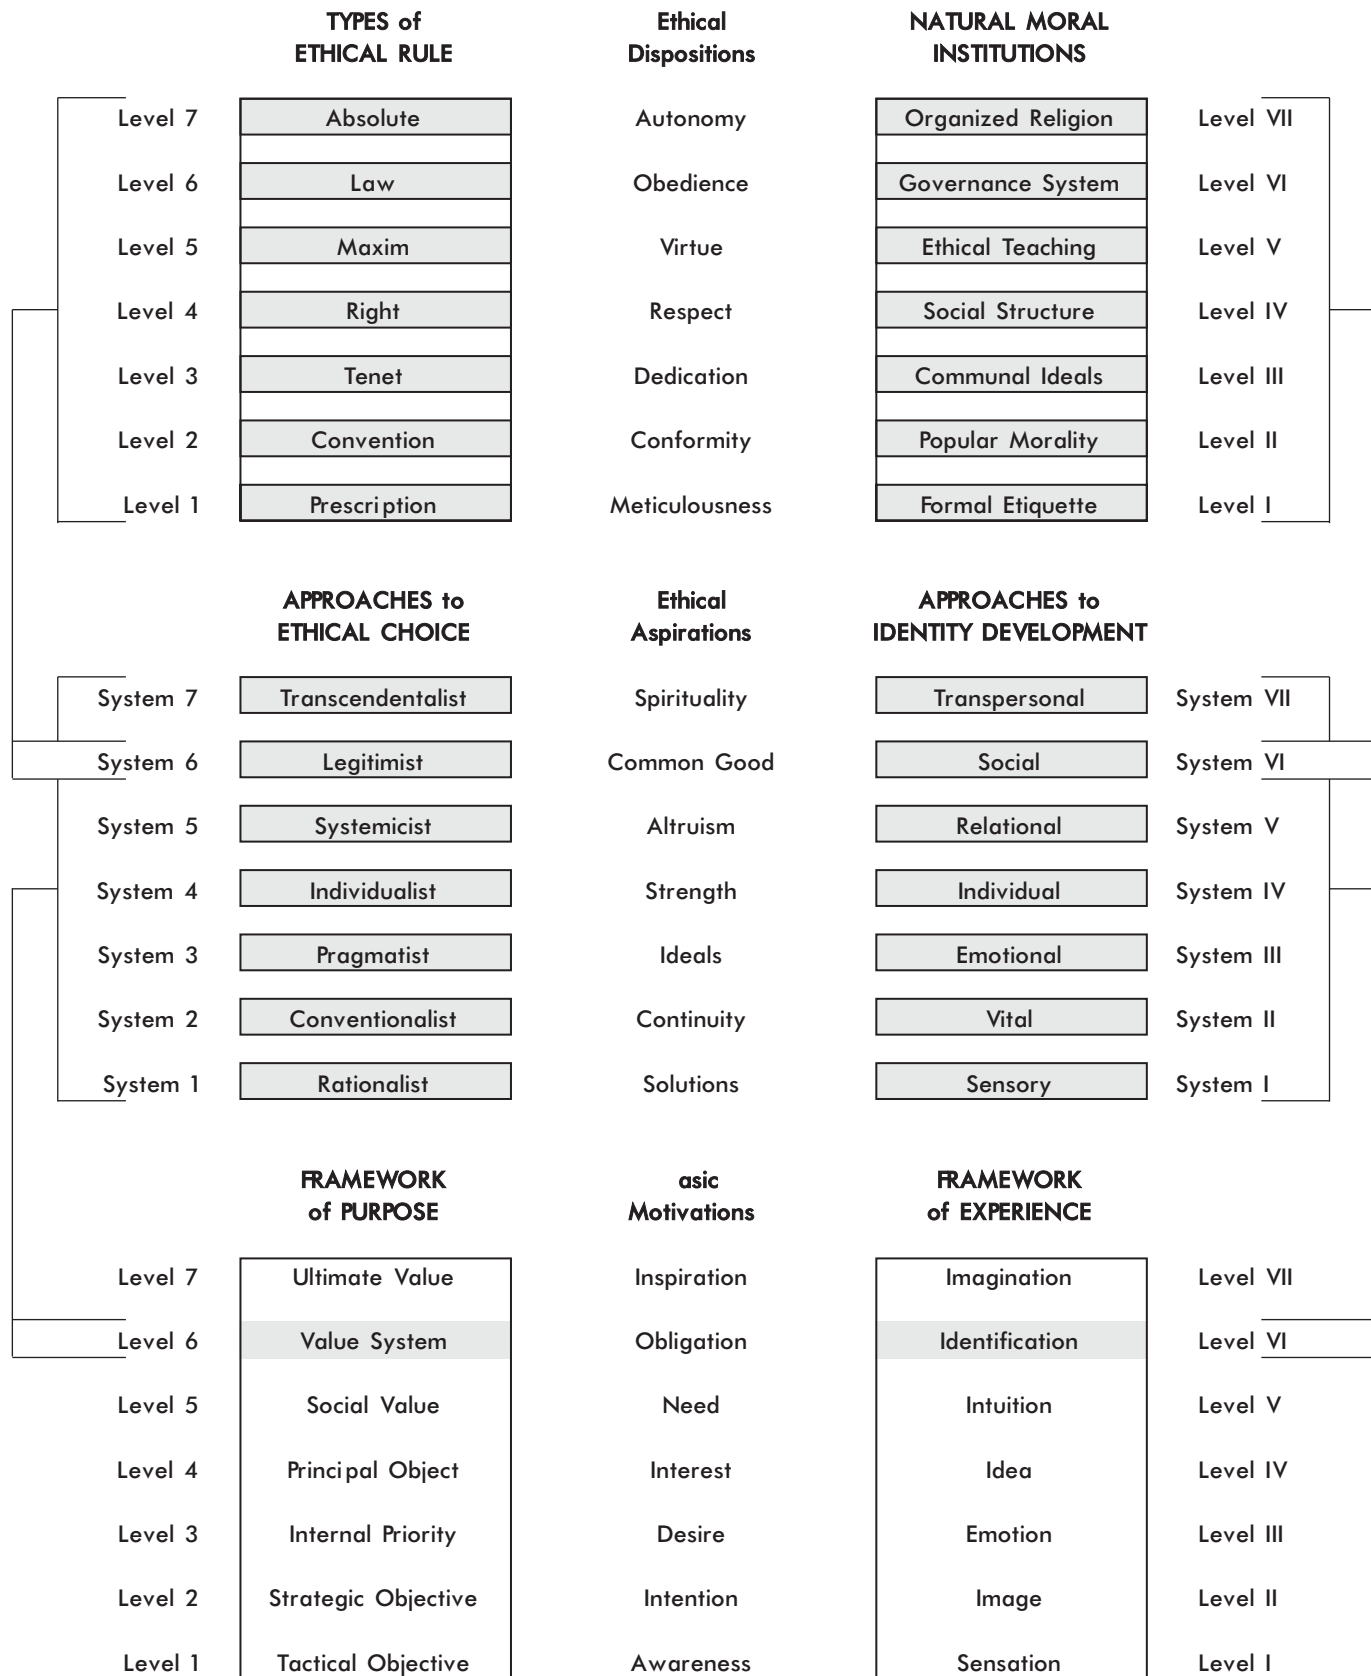 TYPES of Ethical NATURAL MORAL
ETHICAL RULE Dispositions INSTITUTIONS
Level 7 Absolute Autonomy Organized Religion Level VII
Level 6 Law Obedience Governance System Level VI
Level 5 Maxim Virtue Ethical Teaching Level V
Level 4 Right Respect Social Structure Level IV
Level 3 Tenet Dedication Communal Ideals Level III
Level 2 Convention Conformity Popular Morality Level II
Level 1 Prescription Meticulousness Formal Etiquette Level I
APPROACHES to Ethical APPROACHES to
ETHICAL CHOICE Aspirations IDENTITY DEVELOPMENT
System 7 Transcendentalist Spirituality Transpersonal System VII
System 6 Legitimist Common Good Social System VI
System 5 Systemicist Altruism Relational System V
System 4 Individualist Strength Individual System IV
System 3 Pragmatist Ideals Emotional System III
System 2 Conventionalist Continuity Vital System II
System 1 Rationalist Solutions Sensory System I
FRAMEWORK asic FRAMEWORK
of PURPOSE Motivations of EXPERIENCE
Level 7 Ultimate Value Inspiration Imagination Level VII
Level 6 Value System Obligation Identification Level VI
Level 5 Social Value Need Intuition Level V
Level 4 Principal Object Interest Idea Level IV
Level 3 Internal Priority Desire Emotion Level III
Level 2 Strategic Objective Intention Image Level II
Level 1 Tactical Objective Awareness Sensation Level I